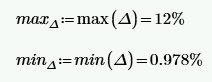 max_Δ := max(Δ) = 12%
min_Δ := min(Δ) = 0.978%